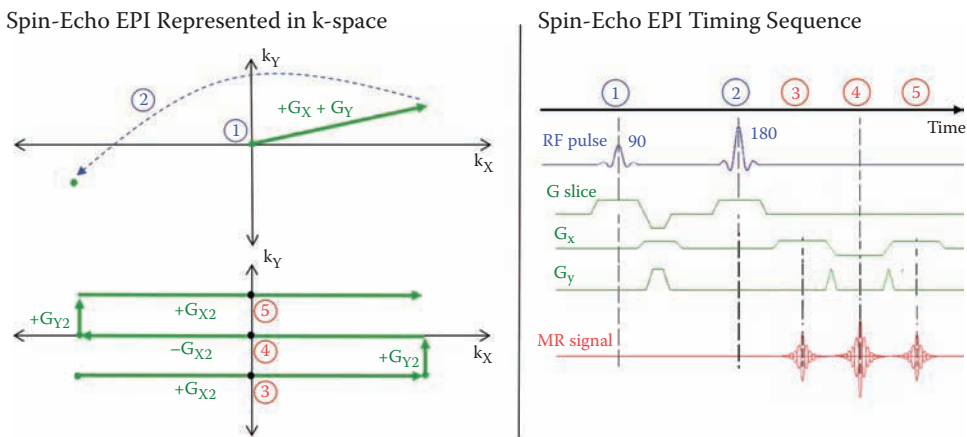 Spin-Echo EPI Represented in k-space
kY
2
+GX + GY
1
kX
kY
+GX2
5
+GY2
−GX2
4
kX
+GY2
+GX2
3
Spin-Echo EPI Timing Sequence
1
2
3
4
5
Time
RF pulse
90
180
G slice
Gx
Gy
MR signal